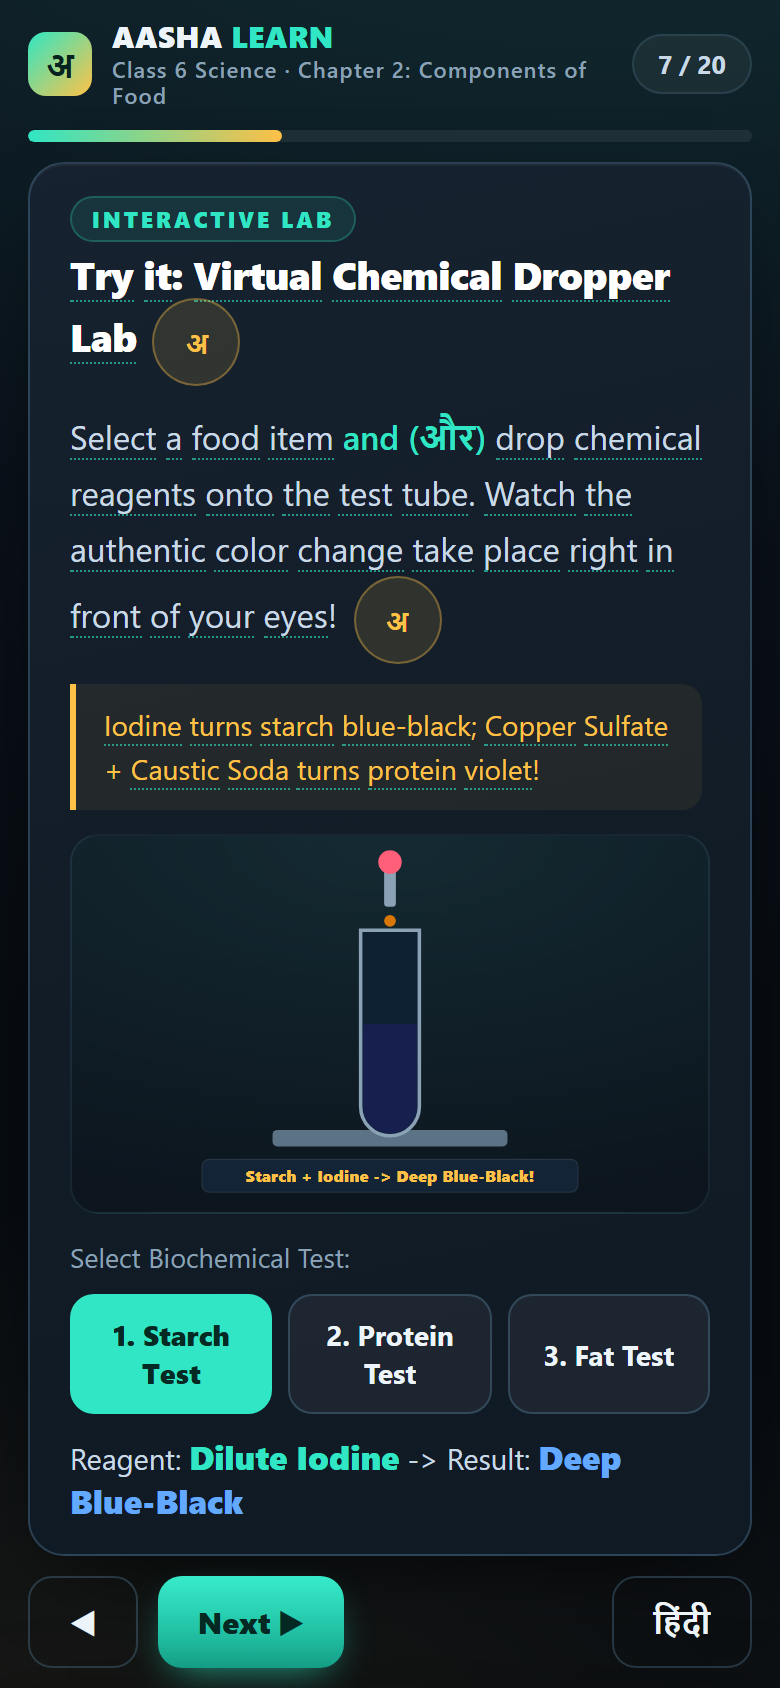 अ
AASHA LEARN
Class 6 Science · Chapter 2: Components of
Food
7 / 20
INTERACTIVE LAB
Try it: Virtual Chemical Dropper
Lab अ
Select a food item and (और) drop chemical
reagents onto the test tube. Watch the
authentic color change take place right in
front of your eyes! अ
Iodine turns starch blue-black; Copper Sulfate
+ Caustic Soda turns protein violet!
Starch + Iodine -> Deep Blue-Black!
Select Biochemical Test:
1. Starch
Test
2. Protein
Test
3. Fat Test
Reagent: Dilute Iodine -> Result: Deep
Blue-Black
◀
Next ▶
हिंदी